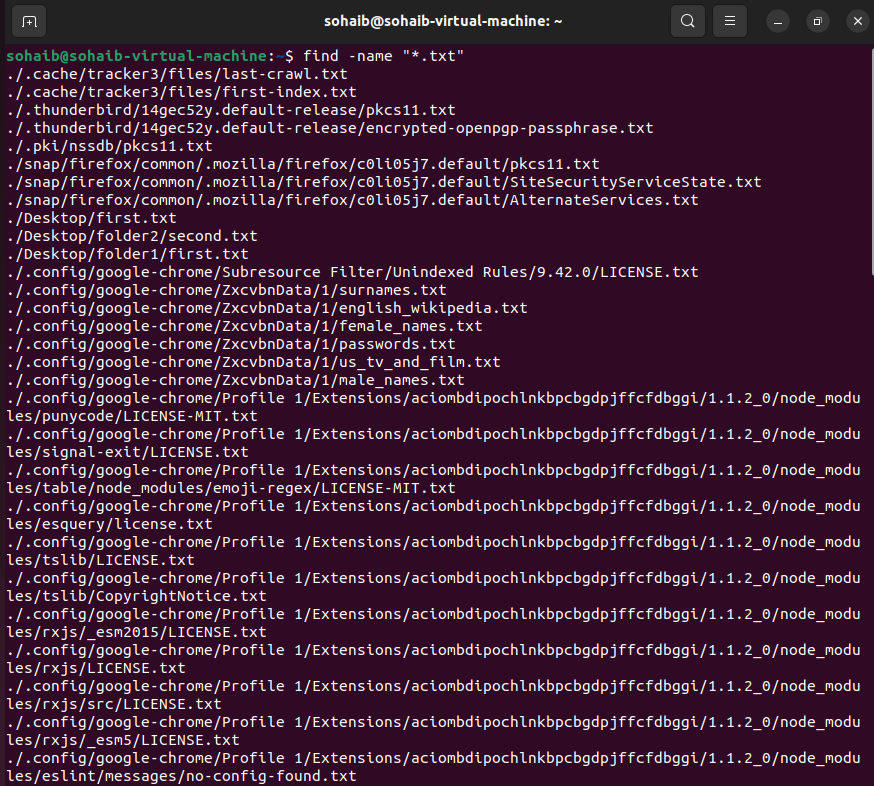 sohaib@sohaib-virtual-machine: ~
sohaib@sohaib-virtual-machine:~$ find -name "*.txt"
./.cache/tracker3/files/last-crawl.txt
./.cache/tracker3/files/first-index.txt
./.thunderbird/14gec52y.default-release/pkcs11.txt
./.thunderbird/14gec52y.default-release/encrypted-openpgp-passphrase.txt
./.pki/nssdb/pkcs11.txt
./snap/firefox/common/.mozilla/firefox/c0li05j7.default/pkcs11.txt
./snap/firefox/common/.mozilla/firefox/c0li05j7.default/SiteSecurityServiceState.txt
./snap/firefox/common/.mozilla/firefox/c0li05j7.default/AlternateServices.txt
./Desktop/first.txt
./Desktop/folder2/second.txt
./Desktop/folder1/first.txt
./.config/google-chrome/Subresource Filter/Unindexed Rules/9.42.0/LICENSE.txt
./.config/google-chrome/ZxcvbnData/1/surnames.txt
./.config/google-chrome/ZxcvbnData/1/english_wikipedia.txt
./.config/google-chrome/ZxcvbnData/1/female_names.txt
./.config/google-chrome/ZxcvbnData/1/passwords.txt
./.config/google-chrome/ZxcvbnData/1/us_tv_and_film.txt
./.config/google-chrome/ZxcvbnData/1/male_names.txt
./.config/google-chrome/Profile 1/Extensions/aciombdipochlnkbpcbgdpjffcfdbggi/1.1.2_0/node_modu
les/punycode/LICENSE-MIT.txt
./.config/google-chrome/Profile 1/Extensions/aciombdipochlnkbpcbgdpjffcfdbggi/1.1.2_0/node_modu
les/signal-exit/LICENSE.txt
./.config/google-chrome/Profile 1/Extensions/aciombdipochlnkbpcbgdpjffcfdbggi/1.1.2_0/node_modu
les/table/node_modules/emoji-regex/LICENSE-MIT.txt
./.config/google-chrome/Profile 1/Extensions/aciombdipochlnkbpcbgdpjffcfdbggi/1.1.2_0/node_modu
les/esquery/license.txt
./.config/google-chrome/Profile 1/Extensions/aciombdipochlnkbpcbgdpjffcfdbggi/1.1.2_0/node_modu
les/tslib/LICENSE.txt
./.config/google-chrome/Profile 1/Extensions/aciombdipochlnkbpcbgdpjffcfdbggi/1.1.2_0/node_modu
les/tslib/CopyrightNotice.txt
./.config/google-chrome/Profile 1/Extensions/aciombdipochlnkbpcbgdpjffcfdbggi/1.1.2_0/node_modu
les/rxjs/_esm2015/LICENSE.txt
./.config/google-chrome/Profile 1/Extensions/aciombdipochlnkbpcbgdpjffcfdbggi/1.1.2_0/node_modu
les/rxjs/LICENSE.txt
./.config/google-chrome/Profile 1/Extensions/aciombdipochlnkbpcbgdpjffcfdbggi/1.1.2_0/node_modu
les/rxjs/src/LICENSE.txt
./.config/google-chrome/Profile 1/Extensions/aciombdipochlnkbpcbgdpjffcfdbggi/1.1.2_0/node_modu
les/rxjs/_esm5/LICENSE.txt
./.config/google-chrome/Profile 1/Extensions/aciombdipochlnkbpcbgdpjffcfdbggi/1.1.2_0/node_modu
les/eslint/messages/no-config-found.txt